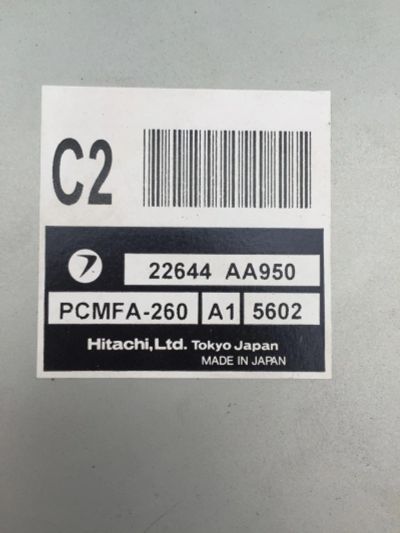 C2
22644 AA950
PCMFA-260 A1 5602
Hitachi,Ltd. Tokyo Japan
MADE IN JAPAN